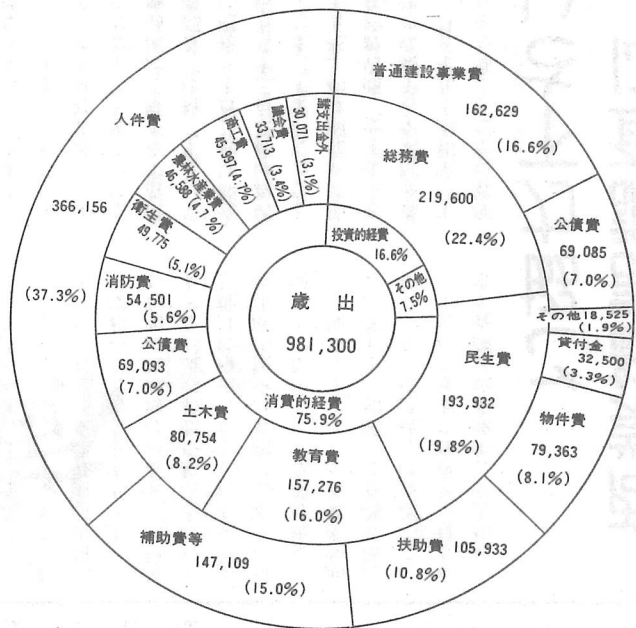 歳出
981,300
投資的経費
16.6%
その他
7.5%
消費的経費
75.9%
総務費
219,600
(22.4%)
民生費
193,932
(19.8%)
教育費
157,276
(16.0%)
土木費
80,754
(8.2%)
公債費
69,093
(7.0%)
消防費
54,501
(5.6%)
衛生費
49,775
(5.1%)
農林水産業費
46,580(4.7%)
商工費
45,997(4.7%)
議会費
33,713
(3.4%)
諸支出金外
30,071
(3.1%)
普通建設事業費
162,629
(16.6%)
公債費
69,085
(7.0%)
その他18,525
(1.9%)
貸付金
32,500
(3.3%)
物件費
79,363
(8.1%)
扶助費 105,933
(10.8%)
補助費等
147,109
(15.0%)
人件費
366,156
(37.3%)